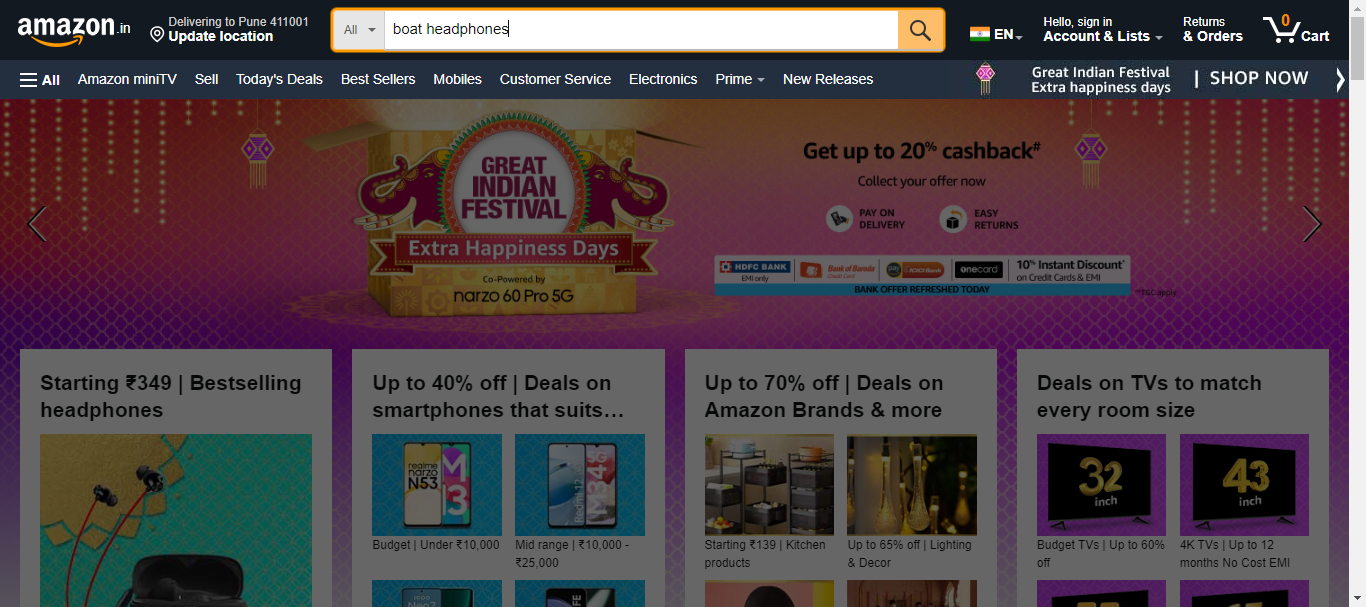 amazon.in
Delivering to Pune 411001
Update location
All
boat headphones
EN
Hello, sign in
Account & Lists
Returns
& Orders
0
Cart
All
Amazon miniTV
Sell
Today's Deals
Best Sellers
Mobiles
Customer Service
Electronics
Prime
New Releases
Great Indian Festival
Extra happiness days
| SHOP NOW
GREAT
INDIAN
FESTIVAL
Extra Happiness Days
Co-Powered by
narzo 60 Pro 5G
Get up to 20% cashback#
Collect your offer now
PAY ON
DELIVERY
EASY
RETURNS
HDFC BANK
EMI only
Bank of Baroda
Credit Card
pay
ICICI Bank
onecard
10% Instant Discount*
on Credit Cards & EMI
BANK OFFER REFRESHED TODAY
Starting ₹349 | Bestselling
headphones
Up to 40% off | Deals on
smartphones that suits…
realme
narzo
N53
M
13
Redmi 12
5G
M34
Budget | Under ₹10,000
Mid range | ₹10,000 -
₹25,000
Up to 70% off | Deals on
Amazon Brands & more
Starting ₹139 | Kitchen
products
Up to 65% off | Lighting
& Decor
Deals on TVs to match
every room size
32
inch
43
inch
Budget TVs | Up to 60%
off
4K TVs | Up to 12
months No Cost EMI